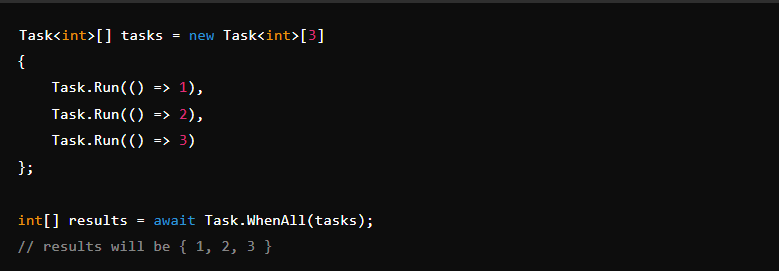 Task<int>[] tasks = new Task<int>[3]
{
    Task.Run(() => 1),
    Task.Run(() => 2),
    Task.Run(() => 3)
};

int[] results = await Task.WhenAll(tasks);
// results will be { 1, 2, 3 }